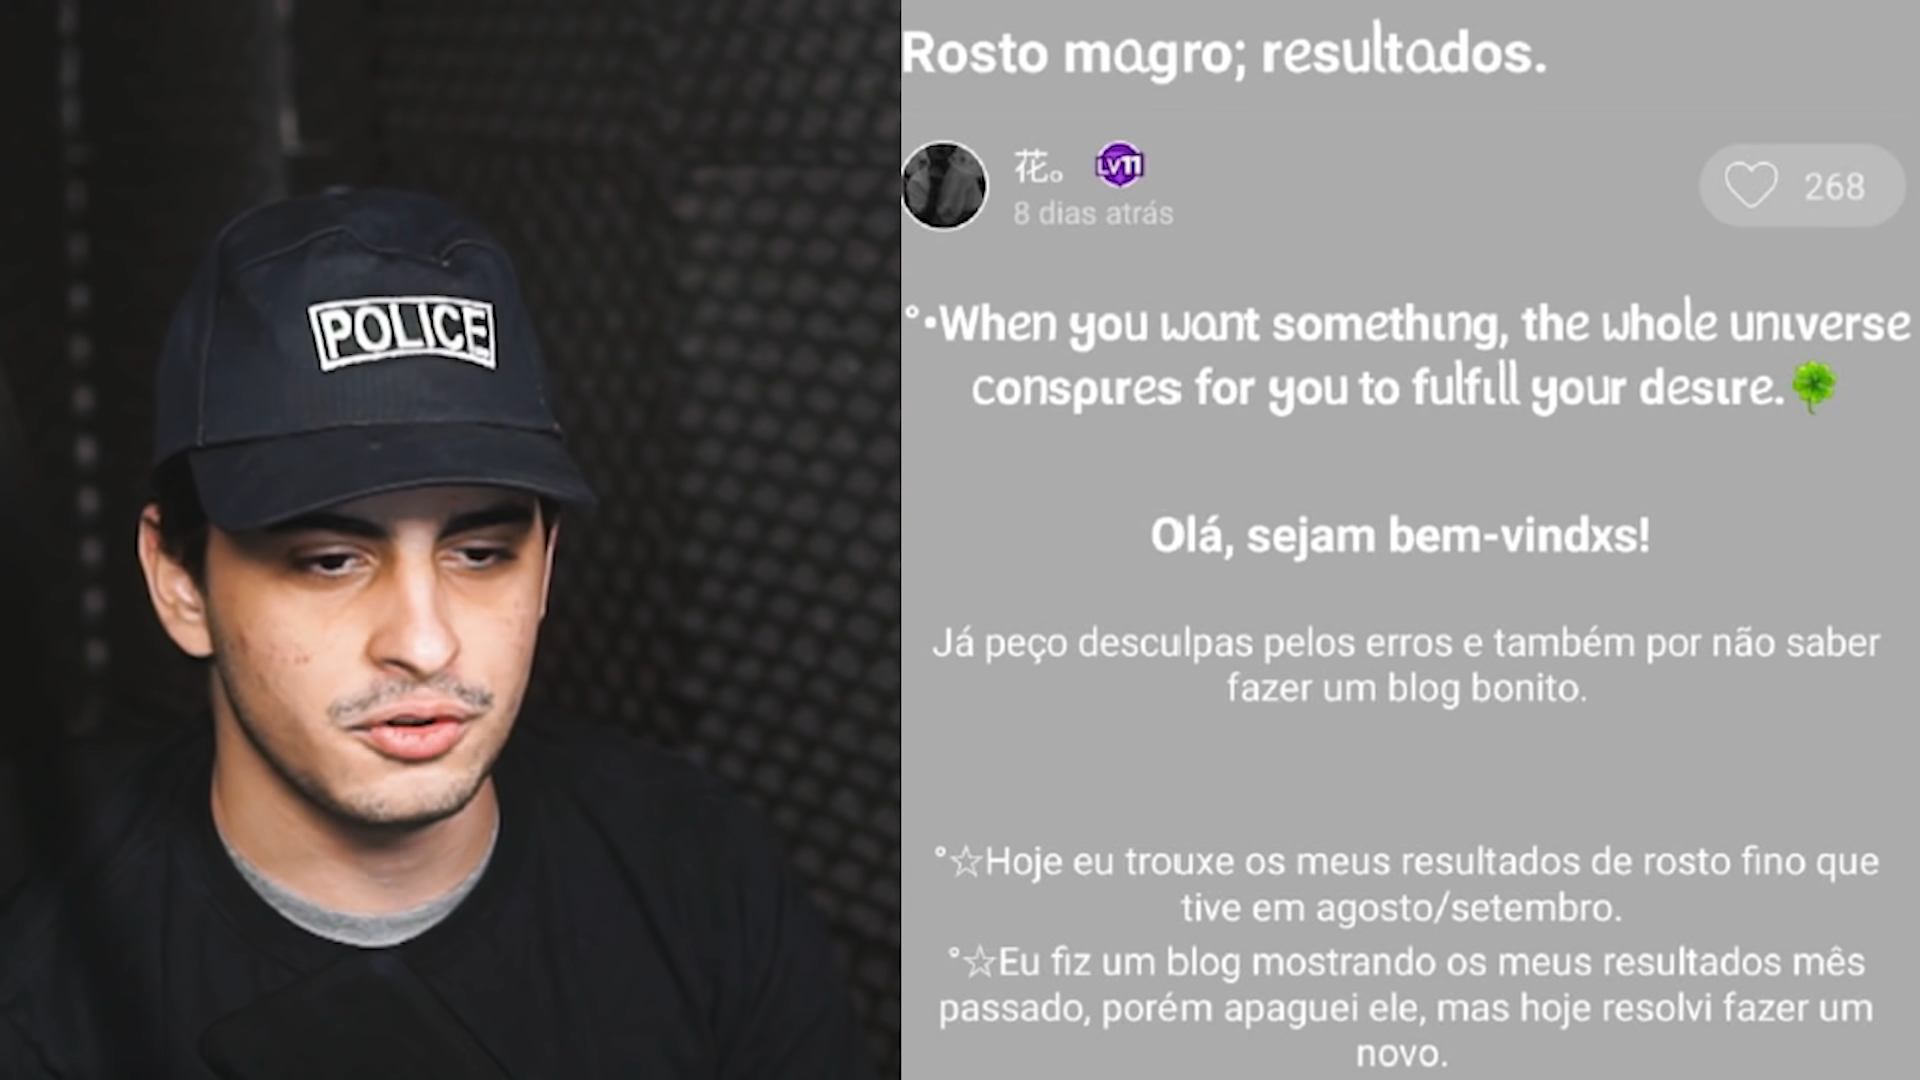 POLICE
Rosto magro; resultados.
花。 LV11
8 dias atrás
268
°•When you want something, the whole universe
conspires for you to fulfill your desire.🍀
Olá, sejam bem-vindxs!
Já peço desculpas pelos erros e também por não saber
fazer um blog bonito.
°☆Hoje eu trouxe os meus resultados de rosto fino que
tive em agosto/setembro.
°☆Eu fiz um blog mostrando os meus resultados mês
passado, porém apaguei ele, mas hoje resolvi fazer um
novo.